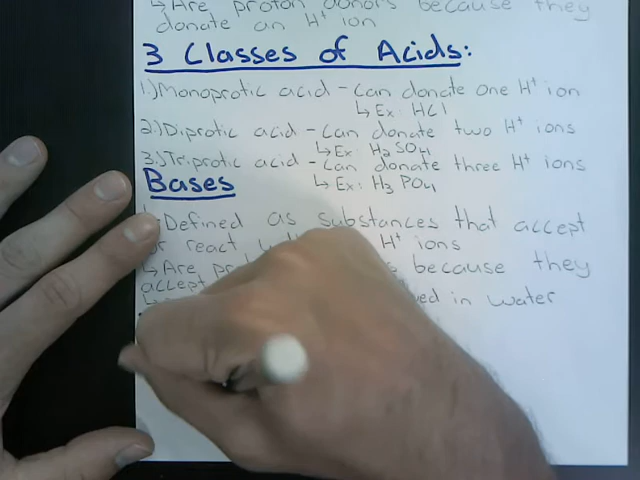 ↳Are proton donors because they
donate an H⁺ ion
3 Classes of Acids:
1.)Monoprotic acid - Can donate one H⁺ ion
↳Ex HCl
2.)Diprotic acid - Can donate two H⁺ ions
↳Ex: H₂SO₄
3.)Triprotic acid - Can donate three H⁺ ions
↳Ex: H₃PO₄
Bases
Defined as substances that accept
or react H⁺ ions
↳Are because they
accept
in water